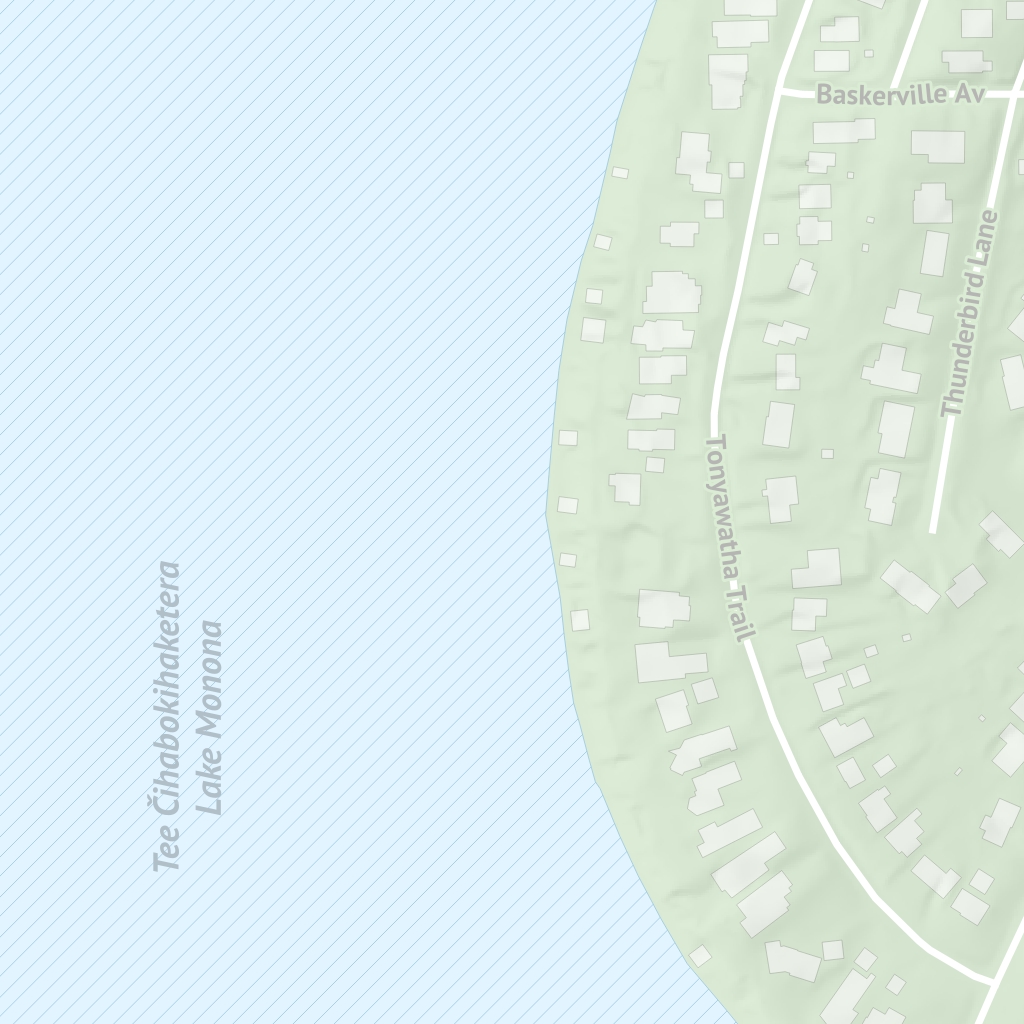 Baskerville Av
Thunderbird Lane
Tonyawatha Trail
Tee Čihabokihaketera
Lake Monona